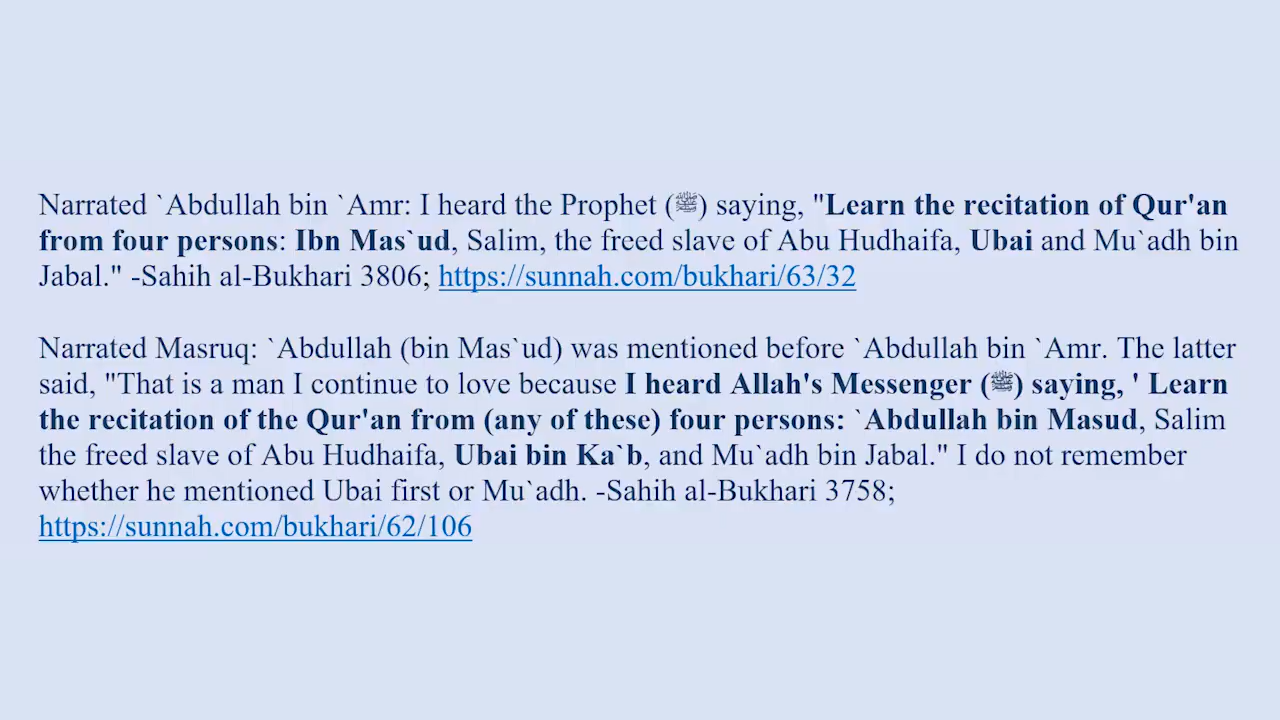 Narrated `Abdullah bin `Amr: I heard the Prophet (ﷺ) saying, "Learn the recitation of Qur'an
from four persons: Ibn Mas`ud, Salim, the freed slave of Abu Hudhaifa, Ubai and Mu`adh bin
Jabal." -Sahih al-Bukhari 3806; https://sunnah.com/bukhari/63/32
Narrated Masruq: `Abdullah (bin Mas`ud) was mentioned before `Abdullah bin `Amr. The latter
said, "That is a man I continue to love because I heard Allah's Messenger (ﷺ) saying, ' Learn
the recitation of the Qur'an from (any of these) four persons: `Abdullah bin Masud, Salim
the freed slave of Abu Hudhaifa, Ubai bin Ka`b, and Mu`adh bin Jabal." I do not remember
whether he mentioned Ubai first or Mu`adh. -Sahih al-Bukhari 3758;
https://sunnah.com/bukhari/62/106